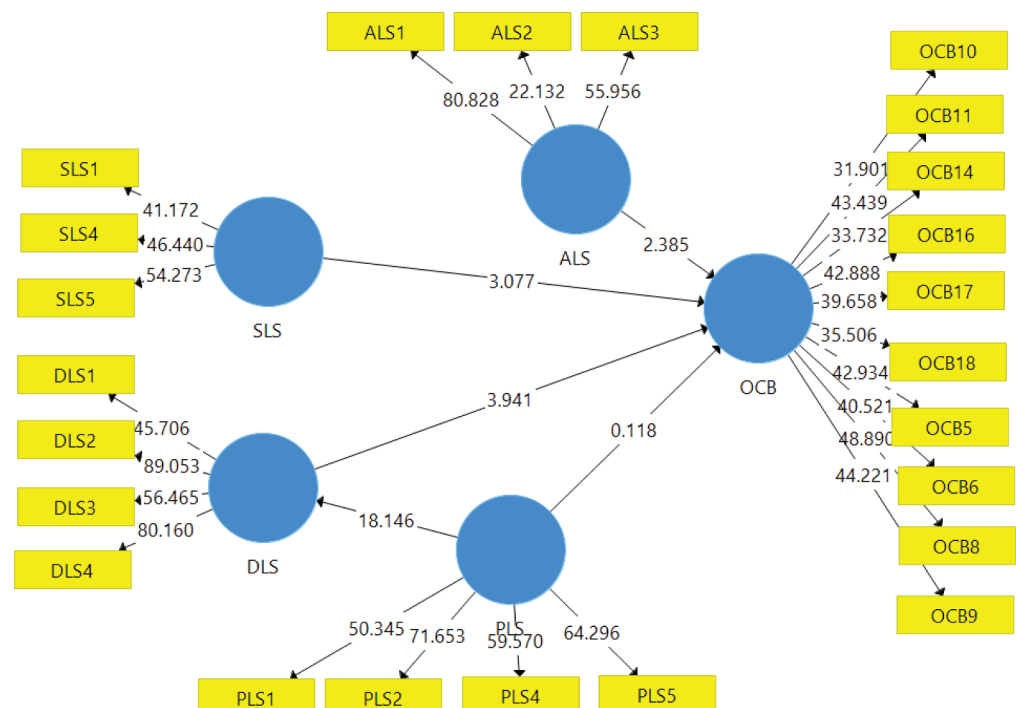 ALS1
ALS2
ALS3
80.828
22.132
55.956
ALS
2.385
SLS1
SLS4
SLS5
41.172
46.440
54.273
SLS
3.077
DLS1
DLS2
DLS3
DLS4
45.706
89.053
56.465
80.160
DLS
3.941
18.146
0.118
PLS
50.345
71.653
59.570
64.296
PLS1
PLS2
PLS4
PLS5
OCB
31.901
43.439
33.732
42.888
39.658
35.506
42.934
40.521
48.890
44.221
OCB10
OCB11
OCB14
OCB16
OCB17
OCB18
OCB5
OCB6
OCB8
OCB9